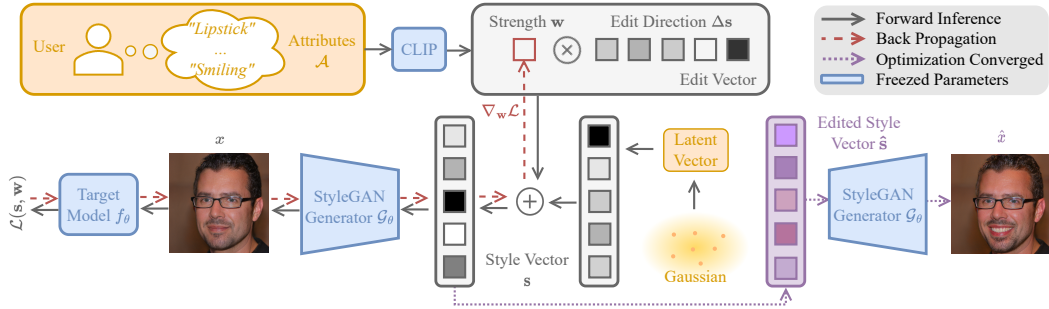 User
"Lipstick"
...
"Smiling"
Attributes
𝒜
CLIP
Strength w
Edit Direction Δs
⊗
Edit Vector
Forward Inference
Back Propagation
Optimization Converged
Freezed Parameters
∇wℒ
ℒ(s, w)
Target
Model fθ
x
StyleGAN
Generator 𝒢θ
+
Style Vector
s
Latent
Vector
Gaussian
Edited Style
Vector ŝ
StyleGAN
Generator 𝒢θ
x̂